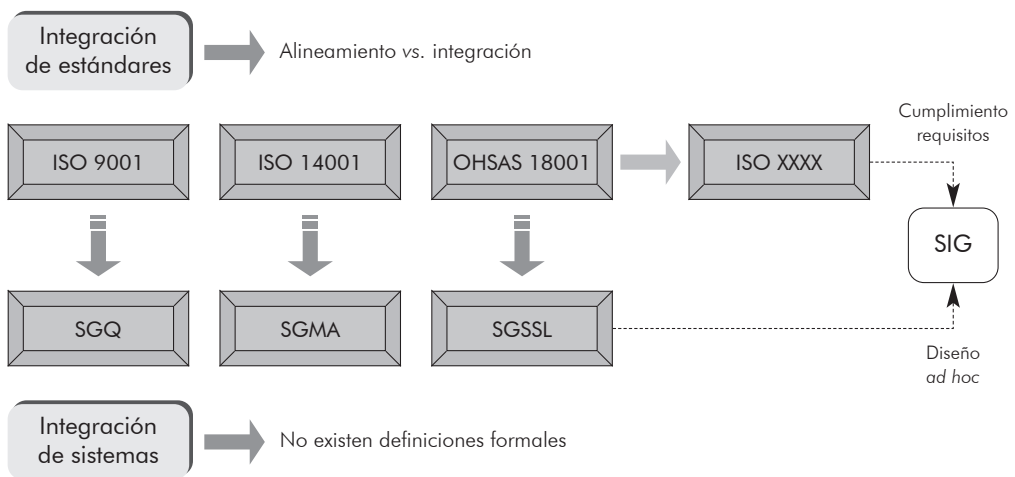 Integración
de estándares
Alineamiento vs. integración
Cumplimiento
requisitos
ISO 9001
ISO 14001
OHSAS 18001
ISO XXXX
SIG
SGQ
SGMA
SGSSL
Diseño
ad hoc
Integración
de sistemas
No existen definiciones formales